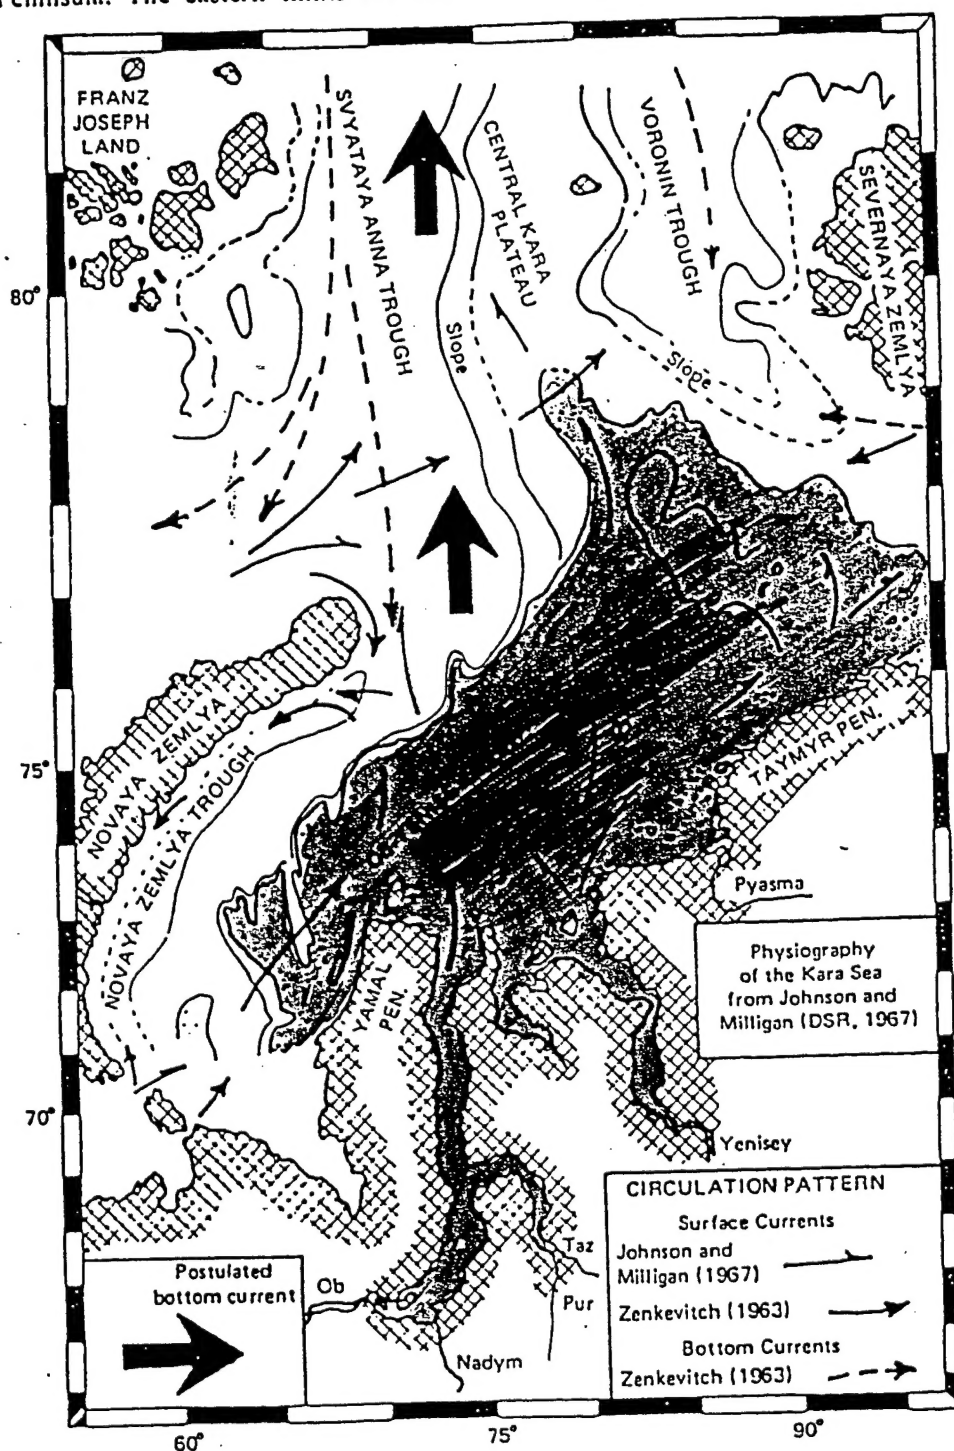 The eastern
FRANZ
JOSEPH
LAND
SVYATAYA ANNA TROUGH
CENTRAL KARA
PLATEAU
VORONIN TROUGH
SEVERNAYA ZEMLYA
80°
Slope
Slope
NOVAYA ZEMLYA
NOVAYA ZEMLYA TROUGH
75°
TAYMYR PEN.
Pyasma
YAMAL
PEN.
Physiography
of the Kara Sea
from Johnson and
Milligan (DSR, 1967)
70°
Yenisey
CIRCULATION PATTERN
Surface Currents
Johnson and
Milligan (1967)
Zenkevitch (1963)
Bottom Currents
Zenkevitch (1963)
Postulated
bottom current
Ob
Taz
Pur
Nadym
60°
75°
90°